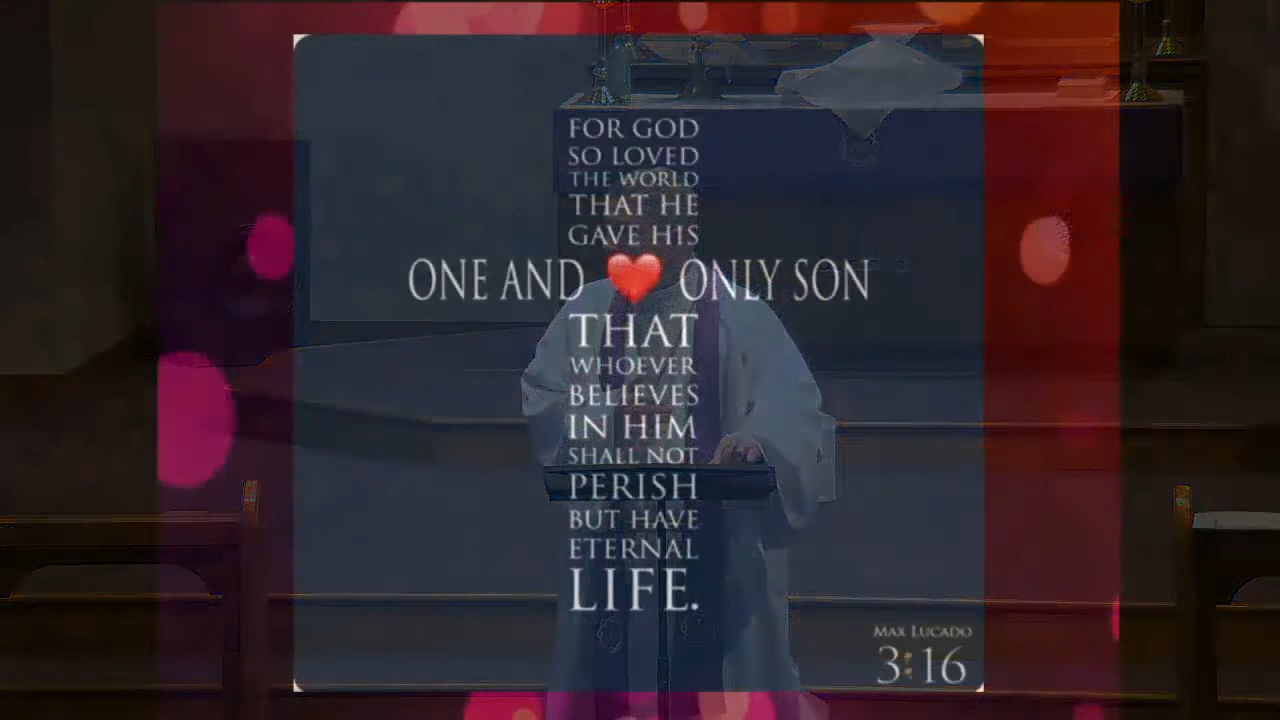 FOR GOD
SO LOVED
THE WORLD
THAT HE
GAVE HIS
ONE AND ❤️ ONLY SON
THAT
WHOEVER
BELIEVES
IN HIM
SHALL NOT
PERISH
BUT HAVE
ETERNAL
LIFE.
MAX LUCADO
3:16